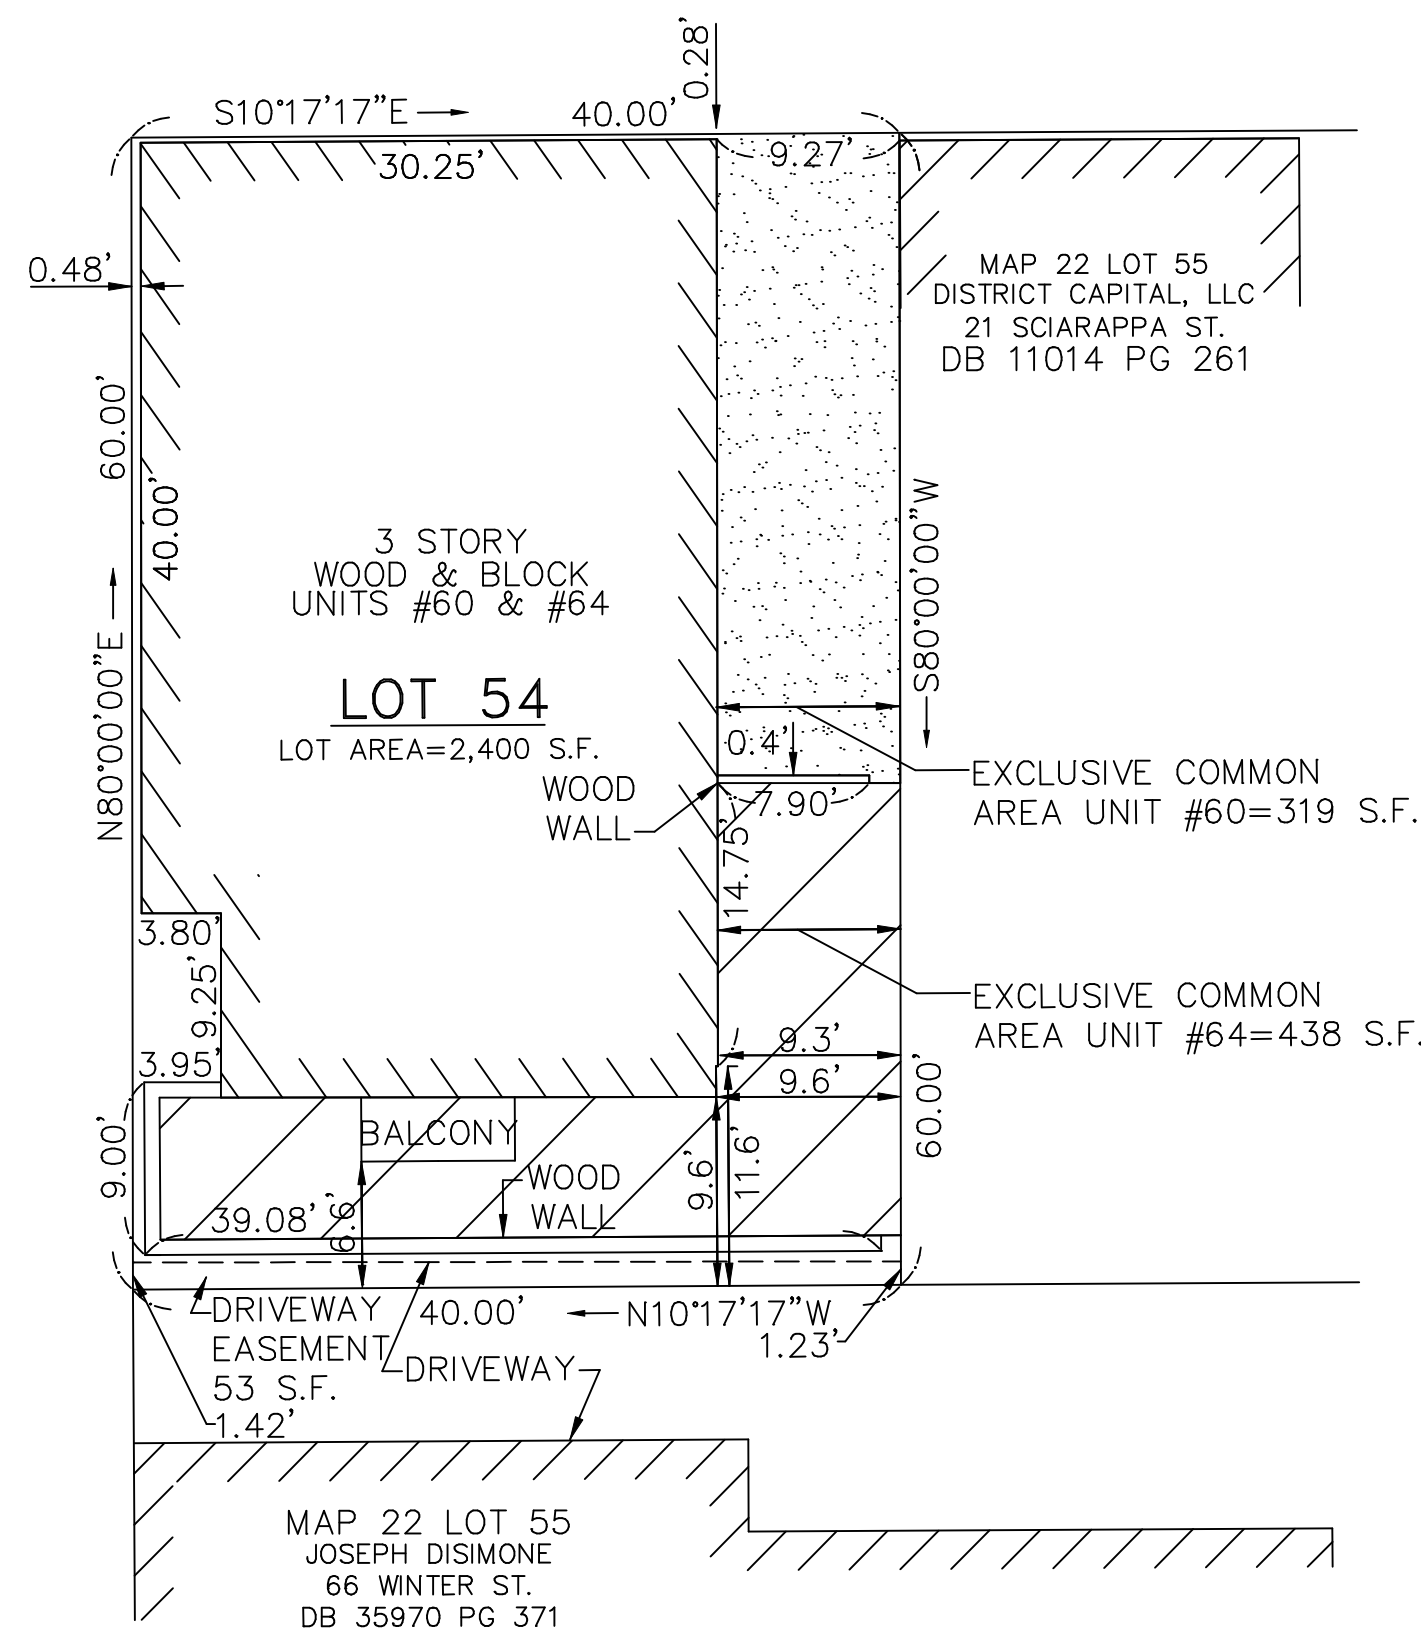 0.28'
S10°17'17"E
40.00'
30.25'
9.27'
0.48'
MAP 22 LOT 55
DISTRICT CAPITAL, LLC
21 SCIARAPPA ST.
DB 11014 PG 261
60.00'
40.00'
N80°00'00"E
S80°00'00"W
3 STORY
WOOD & BLOCK
UNITS #60 & #64
LOT 54
LOT AREA=2,400 S.F.
0.4'
WOOD
WALL
7.90'
14.75'
EXCLUSIVE COMMON
AREA UNIT #60=319 S.F.
3.80'
9.25'
3.95'
EXCLUSIVE COMMON
AREA UNIT #64=438 S.F.
9.3'
9.6'
60.00'
9.00'
BALCONY
9.6'
11.6'
WOOD
WALL
39.08'
6.6'
DRIVEWAY
EASEMENT
53 S.F.
1.42'
40.00'
N10°17'17"W
1.23'
DRIVEWAY
MAP 22 LOT 55
JOSEPH DISIMONE
66 WINTER ST.
DB 35970 PG 371